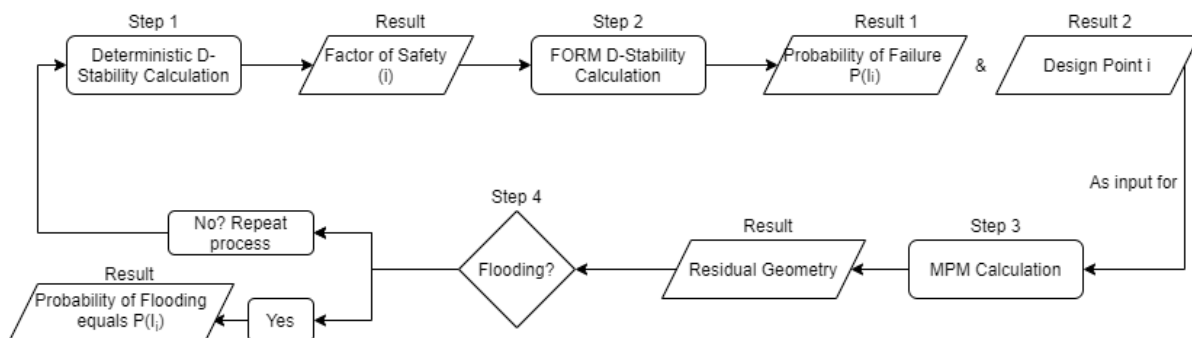 Step 1
Deterministic D-
Stability Calculation
Result
Factor of Safety
(i)
Step 2
FORM D-Stability
Calculation
Result 1
Probability of Failure
P(Iᵢ)
&
Result 2
Design Point i
As input for
Step 3
MPM Calculation
Result
Residual Geometry
Step 4
Flooding?
No? Repeat
process
Yes
Result
Probability of Flooding
equals P(Iᵢ)